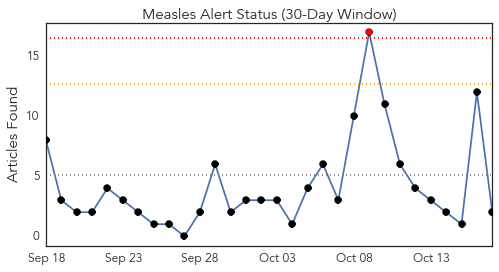 Measles Alert Status (30-Day Window)
Articles Found
15
10
5
0
Sep 18 Sep 23 Sep 28 Oct 03 Oct 08 Oct 13